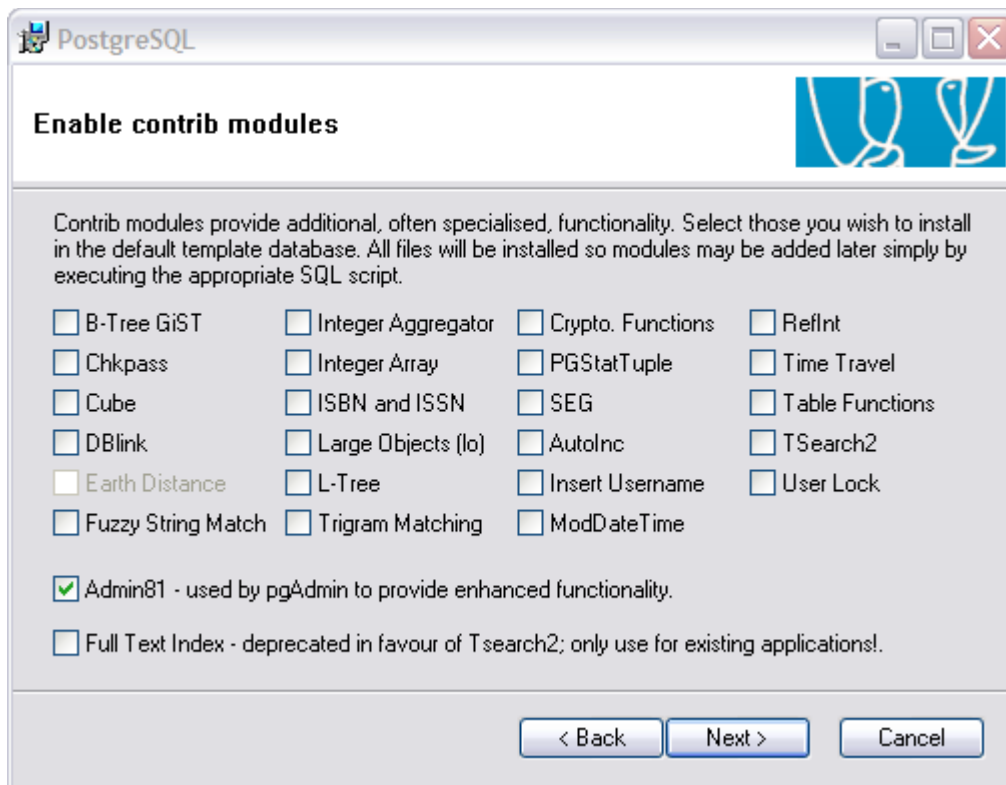 PostgreSQL
Enable contrib modules
Contrib modules provide additional, often specialised, functionality. Select those you wish to install
in the default template database. All files will be installed so modules may be added later simply by
executing the appropriate SQL script.
B-Tree GiST Integer Aggregator Crypto. Functions RefInt
Chkpass Integer Array PGStatTuple Time Travel
Cube ISBN and ISSN SEG Table Functions
DBlink Large Objects (lo) AutoInc TSearch2
Earth Distance L-Tree Insert Username User Lock
Fuzzy String Match Trigram Matching ModDateTime
Admin81 - used by pgAdmin to provide enhanced functionality.
Full Text Index - deprecated in favour of Tsearch2; only use for existing applications!.
< Back Next > Cancel